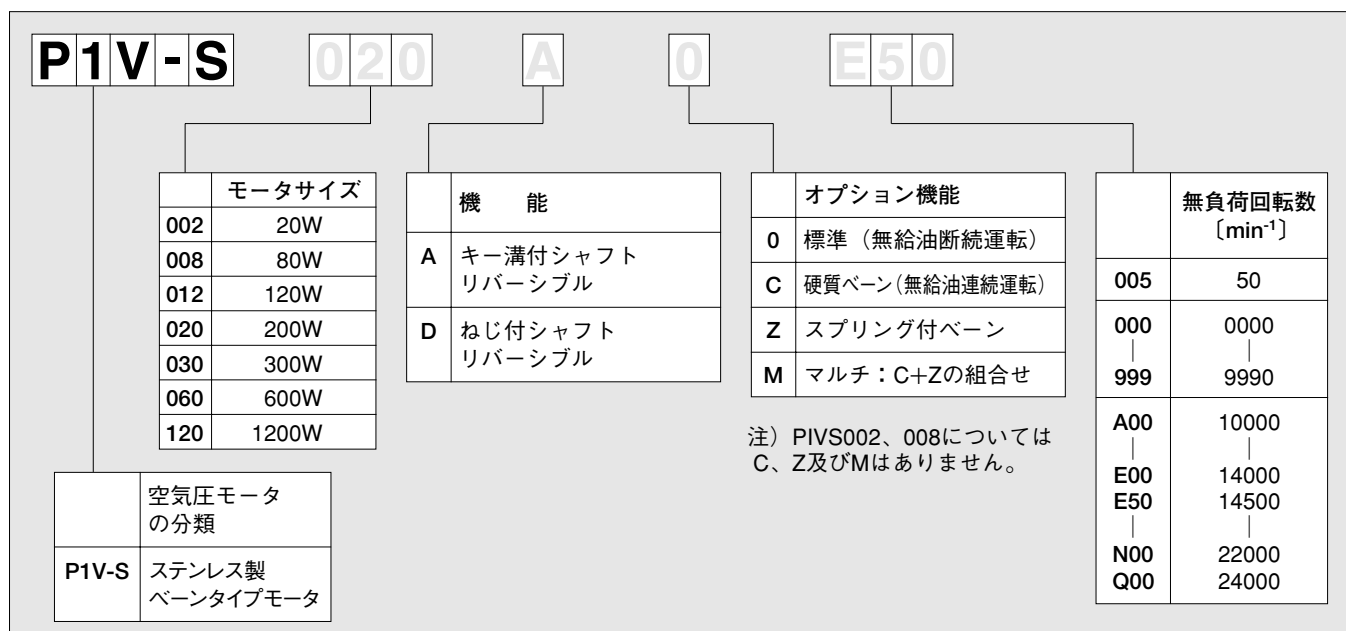 P1V-S 020 A 0 E50
モータサイズ
002 20W
008 80W
012 120W
020 200W
030 300W
060 600W
120 1200W
機 能
A キー溝付シャフト
リバーシブル
D ねじ付シャフト
リバーシブル
オプション機能
0 標準（無給油断続運転）
C 硬質ベーン（無給油連続運転）
Z スプリング付ベーン
M マルチ：C+Zの組合せ
注）PIVS002、008については
C、Z及びMはありません。
無負荷回転数
〔min-1〕
005 50
000 0000
999 9990
A00 10000
E00 14000
E50 14500
N00 22000
Q00 24000
空気圧モータ
の分類
P1V-S ステンレス製
ベーンタイプモータ